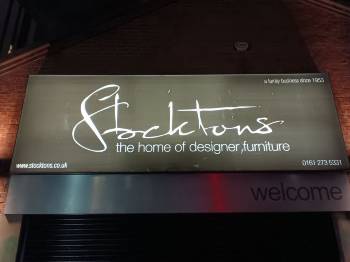 a family business since 1953
Stocktons
the home of designer furniture
www.stocktons.co.uk
0161 273 5331
welcome